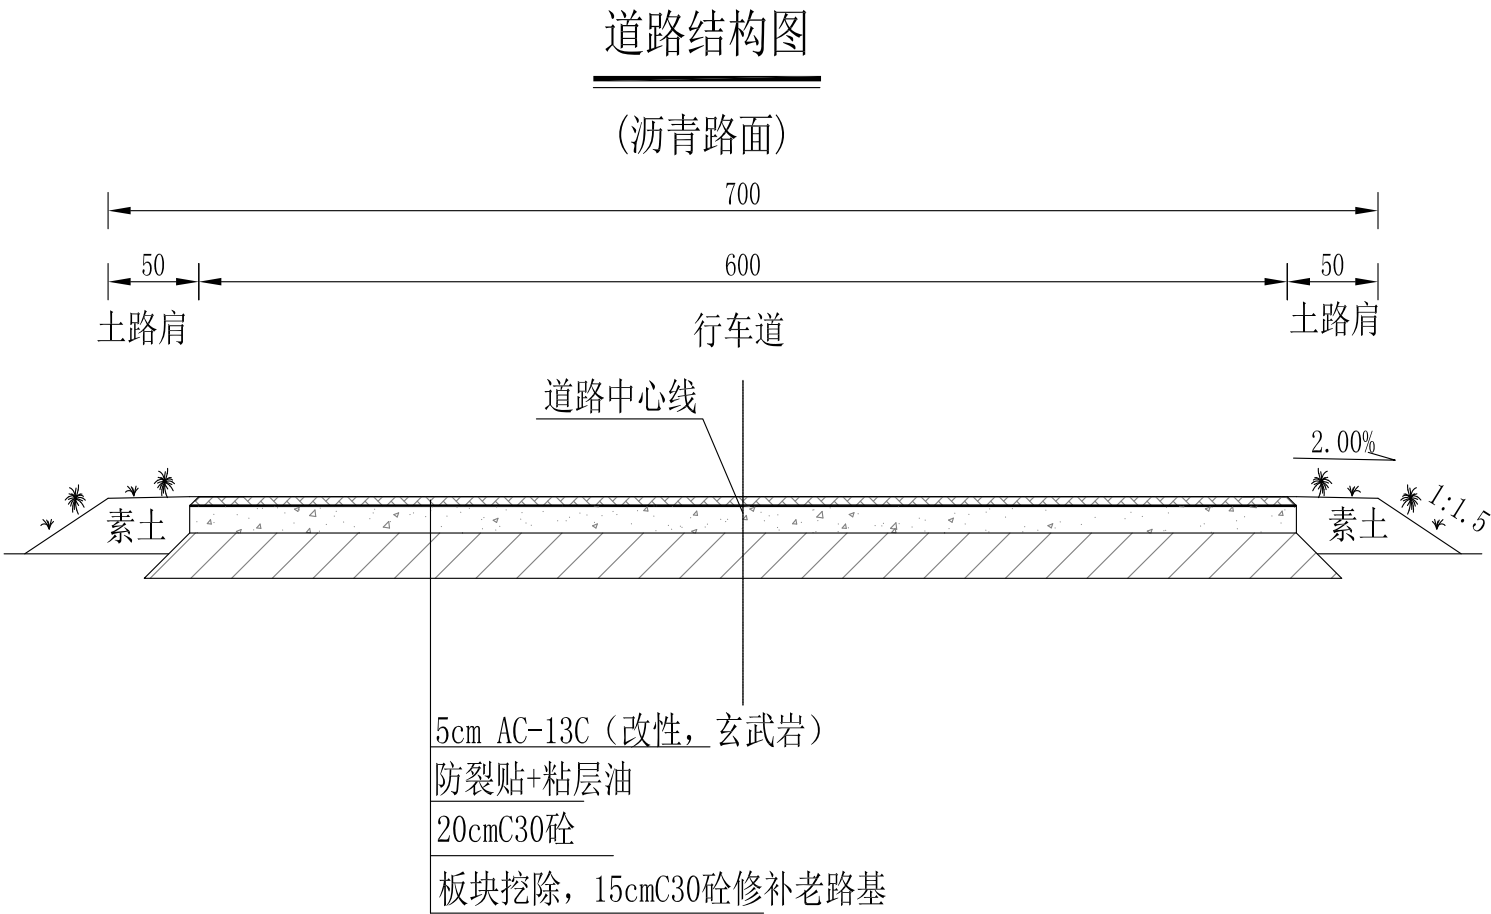 道路结构图
(沥青路面)
700
50 600 50
土路肩 行车道 土路肩
道路中心线
2.00%
1:1.5
素土 素土
5cm AC-13C（改性，玄武岩）
防裂贴+粘层油
20cmC30砼
板块挖除，15cmC30砼修补老路基